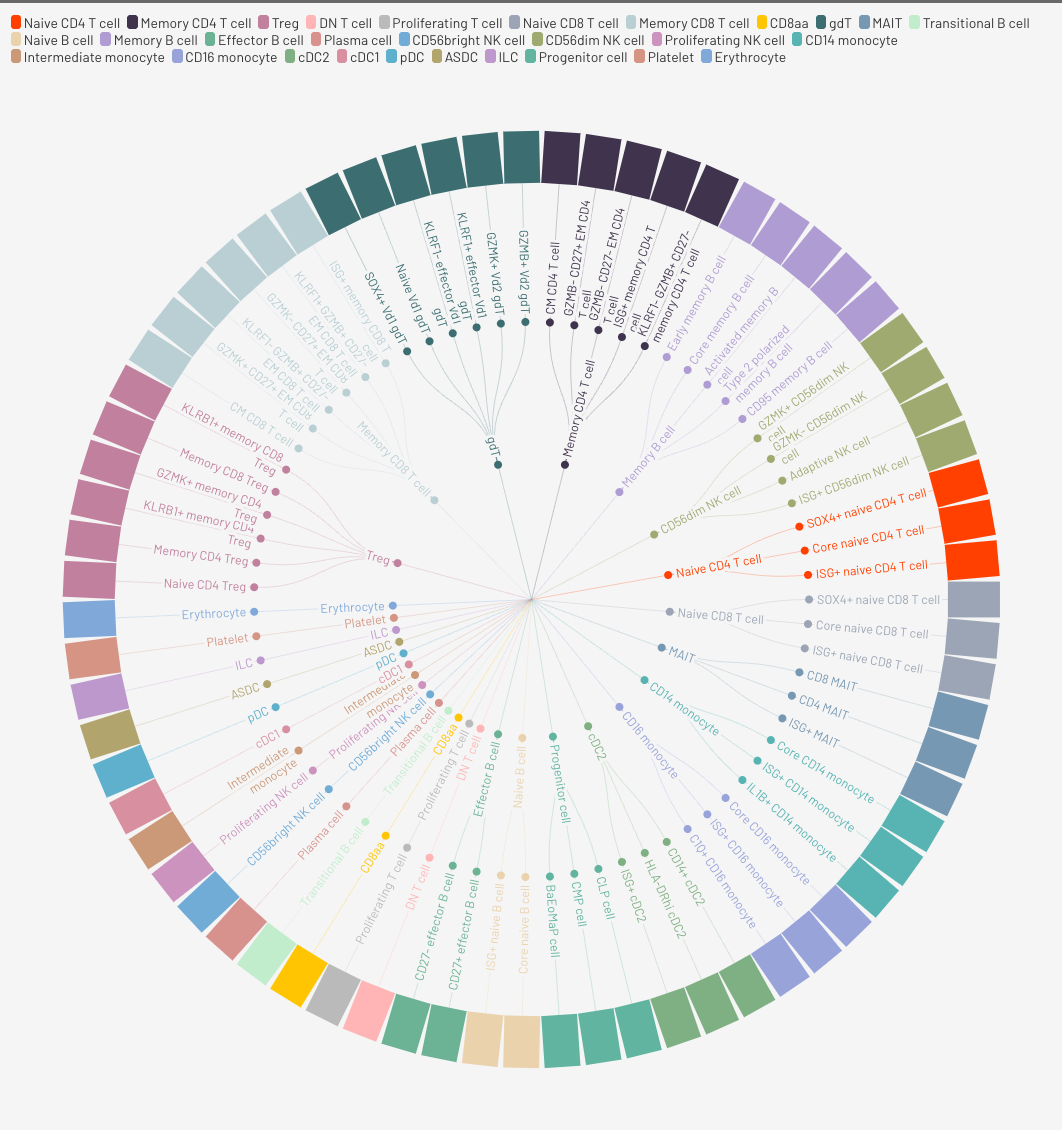 Naive CD4 T cell Memory CD4 T cell Treg DN T cell Proliferating T cell Naive CD8 T cell Memory CD8 T cell CD8aa gdT MAIT Transitional B cell
Naive B cell Memory B cell Effector B cell Plasma cell CD56bright NK cell CD56dim NK cell Proliferating NK cell CD14 monocyte
Intermediate monocyte CD16 monocyte cDC2 cDC1 pDC ASDC ILC Progenitor cell Platelet Erythrocyte
CM CD4 T cell
GZMB- CD27+ EM CD4
T cell
GZMB- CD27- EM CD4
T cell
ISG+ memory CD4 T
cell
KLRF1- GZMB+ CD27-
memory CD4 T cell
Memory CD4 T cell
Early memory B cell
Core memory B cell
Activated memory B
cell
Type 2 polarized
memory B cell
CD95 memory B cell
Memory B cell
GZMK+ CD56dim NK
cell
GZMK- CD56dim NK
cell
Adaptive NK cell
ISG+ CD56dim NK cell
CD56dim NK cell
SOX4+ naive CD4 T cell
Core naive CD4 T cell
ISG+ naive CD4 T cell
Naive CD4 T cell
SOX4+ naive CD8 T cell
Core naive CD8 T cell
ISG+ naive CD8 T cell
Naive CD8 T cell
CD8 MAIT
CD4 MAIT
ISG+ MAIT
MAIT
Core CD14 monocyte
ISG+ CD14 monocyte
IL1B+ CD14 monocyte
CD14 monocyte
Core CD16 monocyte
ISG+ CD16 monocyte
C1Q+ CD16 monocyte
CD16 monocyte
CD14+ cDC2
HLA-DRhi cDC2
ISG+ cDC2
cDC2
CLP cell
CMP cell
BaEoMaP cell
Progenitor cell
Core naive B cell
ISG+ naive B cell
Naive B cell
CD27+ effector B cell
CD27- effector B cell
Effector B cell
DN T cell
DN T cell
Proliferating T cell
Proliferating T cell
CD8aa
CD8aa
Transitional B cell
Transitional B cell
Plasma cell
Plasma cell
CD56bright NK cell
CD56bright NK cell
Proliferating NK cell
Proliferating NK cell
Intermediate
monocyte
Intermediate
monocyte
cDC1
cDC1
pDC
pDC
ASDC
ASDC
ILC
ILC
Platelet
Platelet
Erythrocyte
Erythrocyte
Naive CD4 Treg
Memory CD4 Treg
KLRB1+ memory CD4
Treg
GZMK+ memory CD4
Treg
Memory CD8 Treg
KLRB1+ memory CD8
Treg
Treg
CM CD8 T cell
GZMK+ CD27+ EM CD8
T cell
KLRF1- GZMB+ CD27-
EM CD8 T cell
GZMK- CD27+ EM CD8
T cell
KLRF1+ GZMB+ CD27-
EM CD8 T cell
ISG+ memory CD8 T
cell
Memory CD8 T cell
SOX4+ Vd1 gdT
Naive Vd1 gdT
KLRF1- effector Vd1
gdT
KLRF1+ effector Vd1
gdT
GZMK+ Vd2 gdT
GZMB+ Vd2 gdT
gdT